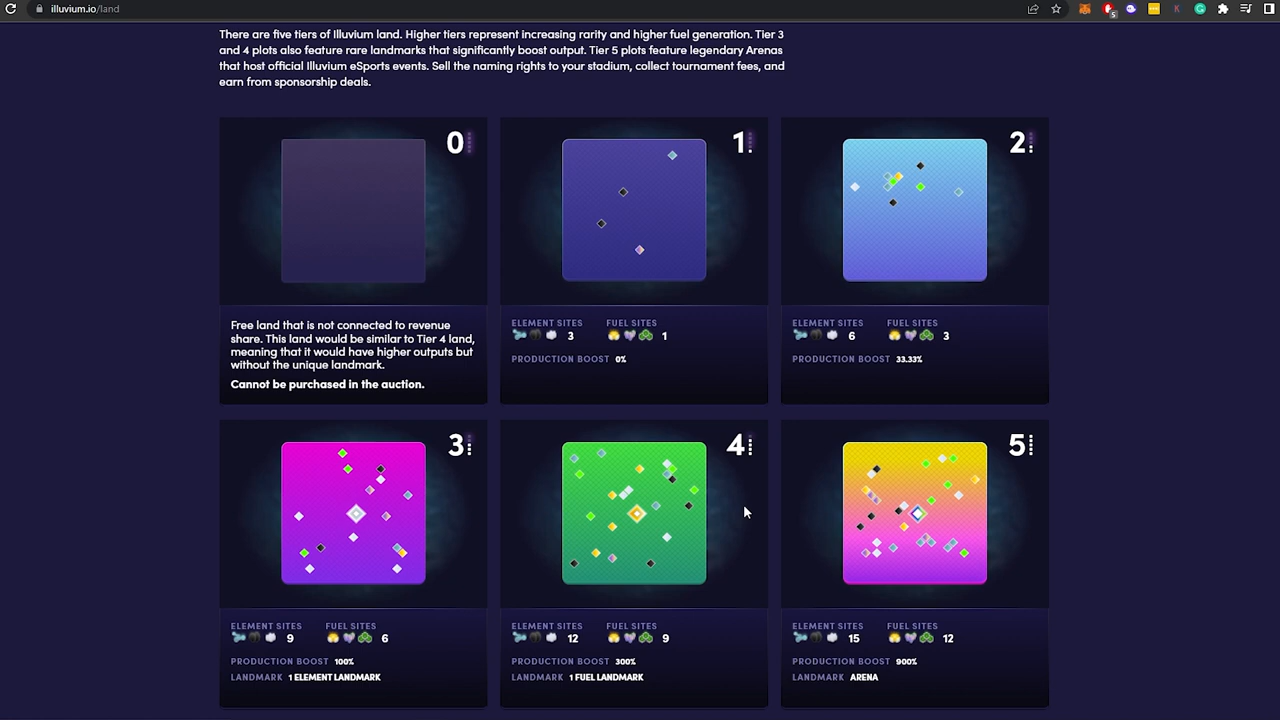 illuvium.io/land
5
K
There are five tiers of Illuvium land. Higher tiers represent increasing rarity and higher fuel generation. Tier 3
and 4 plots also feature rare landmarks that significantly boost output. Tier 5 plots feature legendary Arenas
that host official Illuvium eSports events. Sell the naming rights to your stadium, collect tournament fees, and
earn from sponsorship deals.
0
1
2
Free land that is not connected to revenue
share. This land would be similar to Tier 4 land,
meaning that it would have higher outputs but
without the unique landmark.
Cannot be purchased in the auction.
ELEMENT SITES FUEL SITES
3 1
PRODUCTION BOOST 0%
ELEMENT SITES FUEL SITES
6 3
PRODUCTION BOOST 33.33%
3
4
5
ELEMENT SITES FUEL SITES
9 6
PRODUCTION BOOST 100%
LANDMARK 1 ELEMENT LANDMARK
ELEMENT SITES FUEL SITES
12 9
PRODUCTION BOOST 300%
LANDMARK 1 FUEL LANDMARK
ELEMENT SITES FUEL SITES
15 12
PRODUCTION BOOST 900%
LANDMARK ARENA